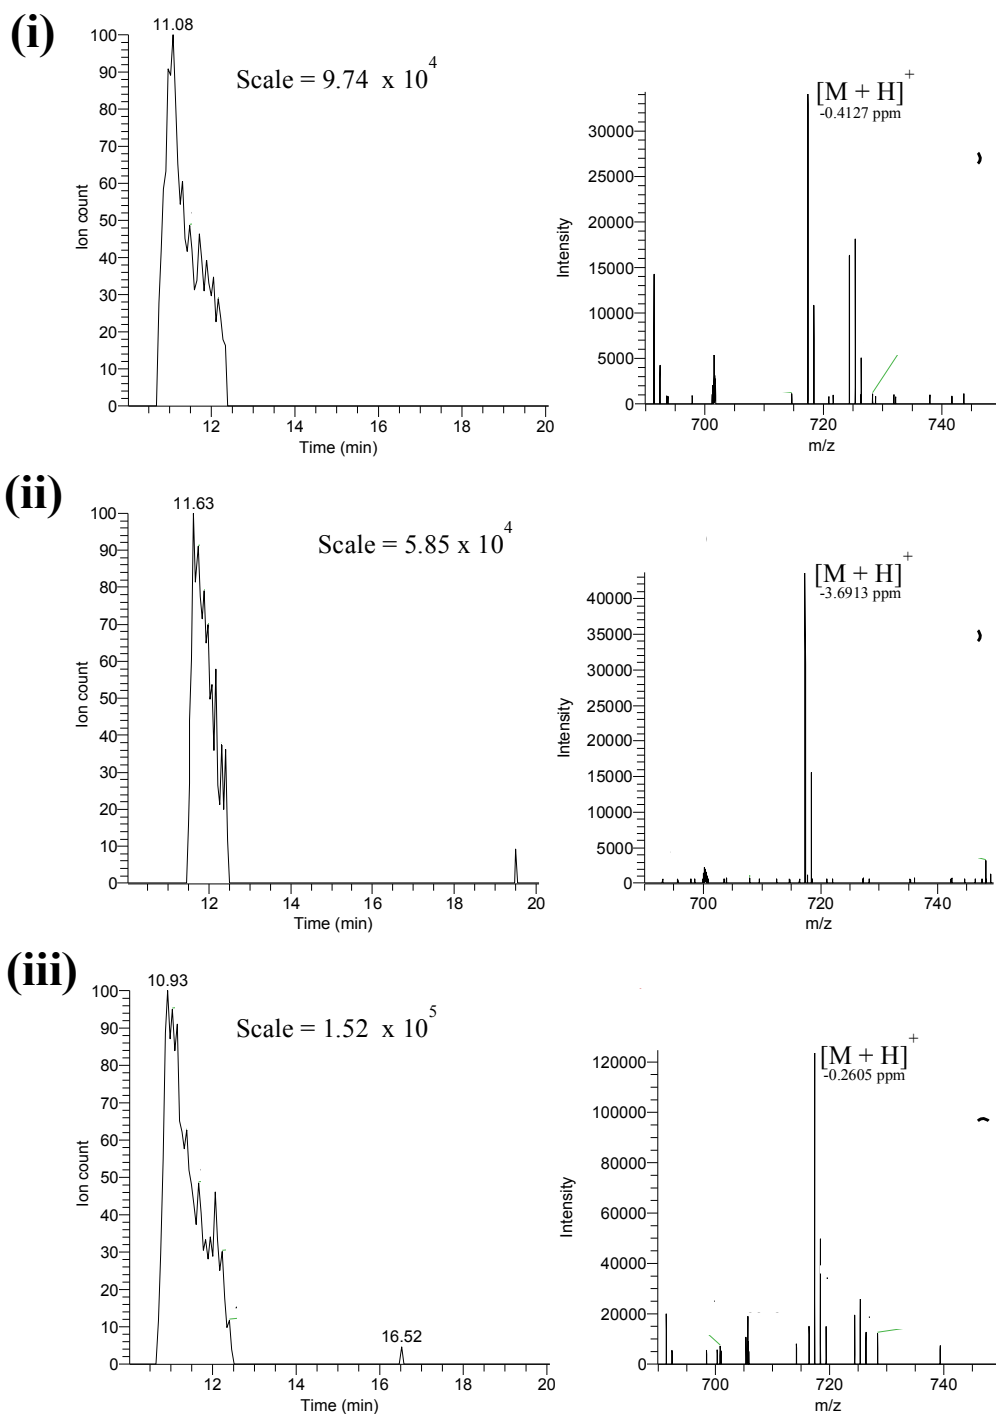 (i)
11.08
Scale = 9.74 x 10^4
100
90
80
70
60
50
40
30
20
10
0
Ion count
12 14 16 18 20
Time (min)
[M + H]^+
-0.4127 ppm
30000
25000
20000
15000
10000
5000
0
Intensity
700 720 740
m/z
(ii)
11.63
Scale = 5.85 x 10^4
100
90
80
70
60
50
40
30
20
10
0
Ion count
12 14 16 18 20
Time (min)
[M + H]^+
-3.6913 ppm
40000
35000
30000
25000
20000
15000
10000
5000
0
Intensity
700 720 740
m/z
(iii)
10.93
Scale = 1.52 x 10^5
100
90
80
70
60
50
40
30
20
10
0
Ion count
16.52
12 14 16 18 20
Time (min)
[M + H]^+
-0.2605 ppm
120000
100000
80000
60000
40000
20000
0
Intensity
700 720 740
m/z